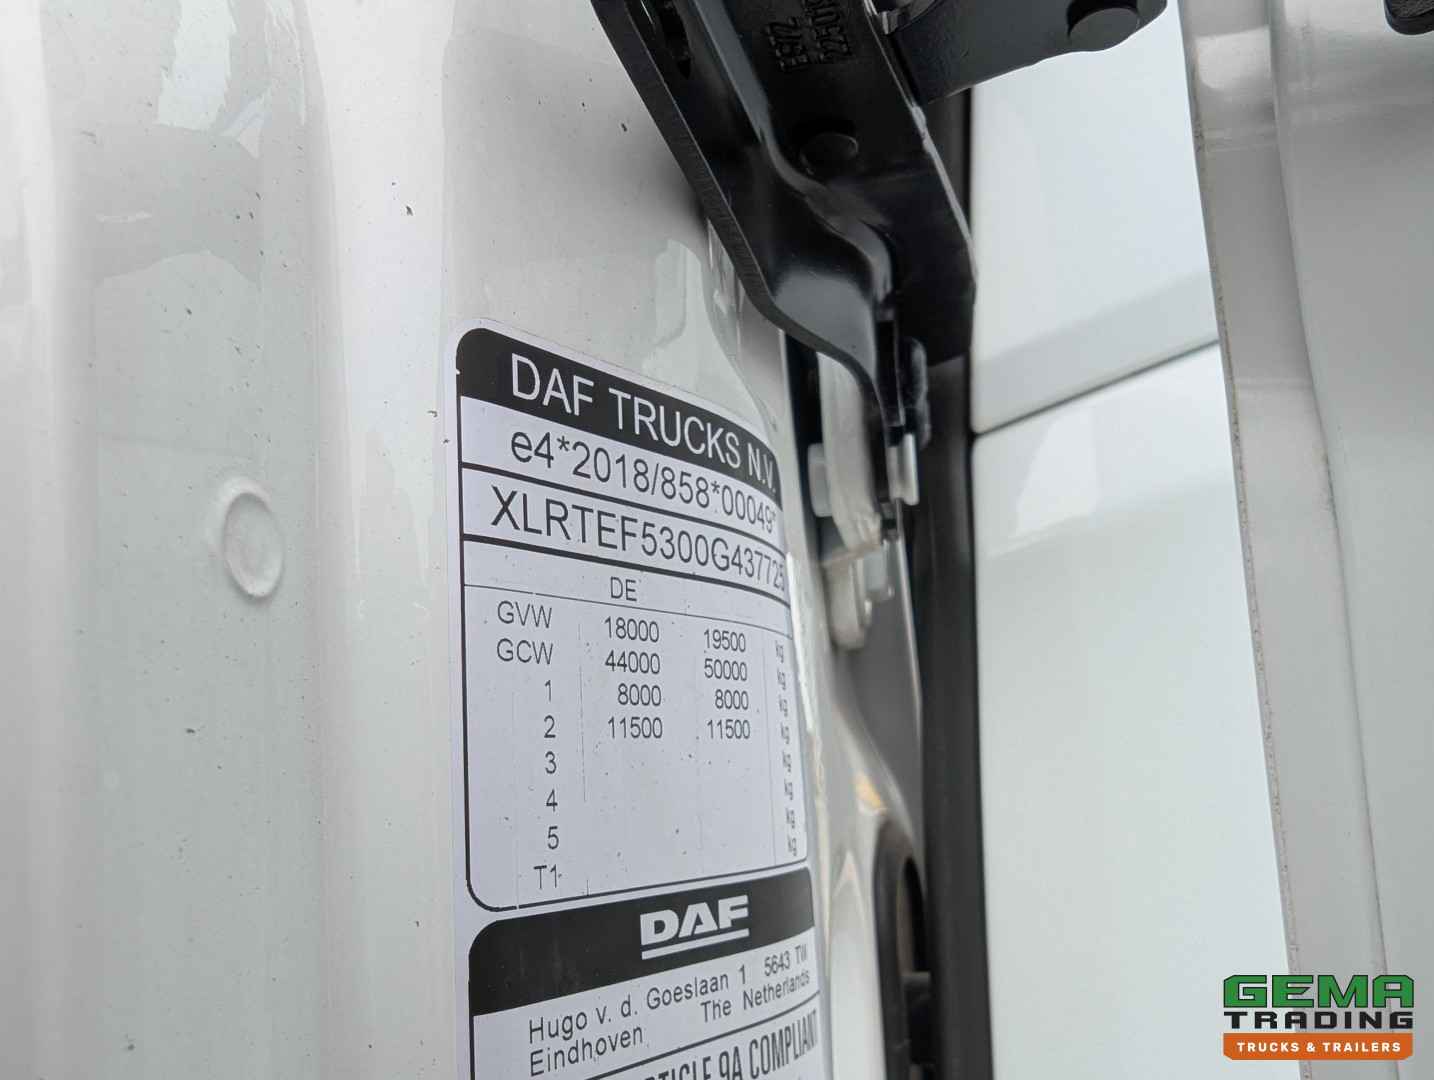 DAF TRUCKS N.V.
e4*2018/858*00049*
XLRTEF5300G437725
DE
GVW 18000 19500 kg
GCW 44000 50000 kg
1 8000 8000 kg
2 11500 11500 kg
3 kg
4 kg
5 kg
T1 kg
DAF
Hugo v. d. Goeslaan 1 5643 TW
Eindhoven The Netherlands
9A COMPLIANT
GEMA
TRADING
TRUCKS & TRAILERS